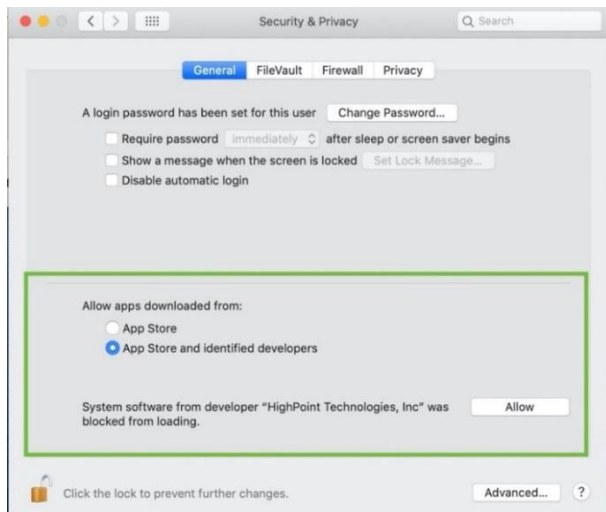 Security & Privacy
Search
General FileVault Firewall Privacy
A login password has been set for this user Change Password...
Require password immediately after sleep or screen saver begins
Show a message when the screen is locked Set Lock Message...
Disable automatic login
Allow apps downloaded from:
App Store
App Store and identified developers
System software from developer "HighPoint Technologies, Inc" was Allow
blocked from loading.
Click the lock to prevent further changes. Advanced... ?